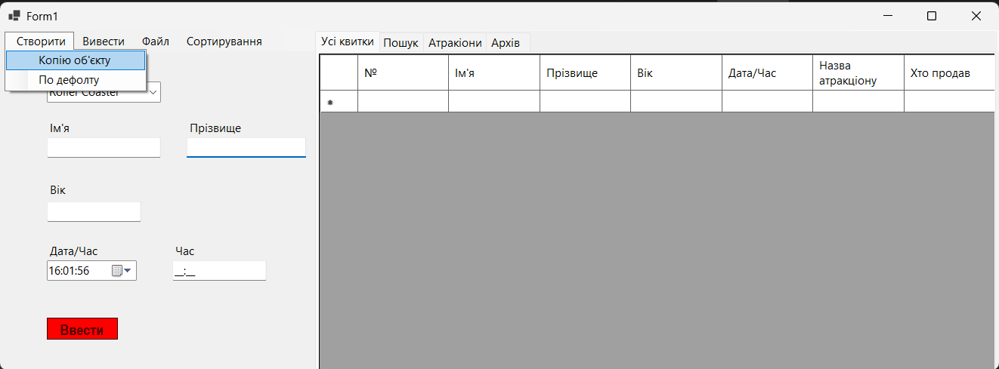 Form1
Створити Вивести Файл Сортирування
Копію об'єкту
По дефолту
Roller Coaster
Ім'я Прізвище
Вік
Дата/Час Час
16:01:56 __:__
Ввести
Усі квитки Пошук Атракіони Архів
№ Ім'я Прізвище Вік Дата/Час Назва атракціону Хто продав